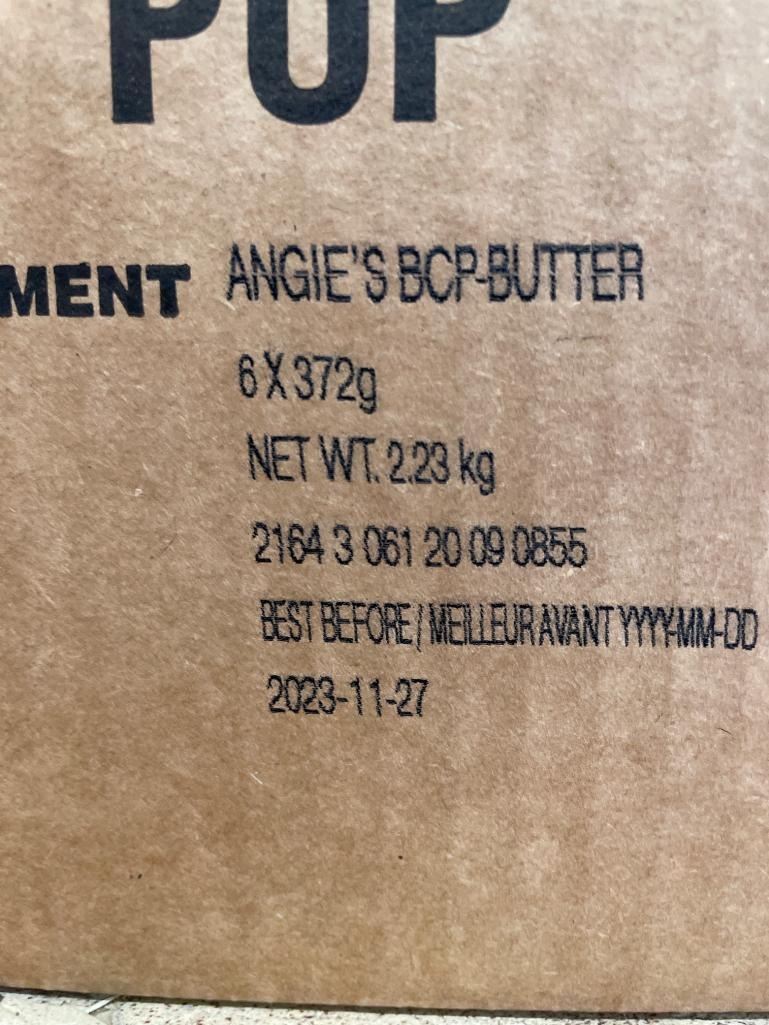 POP
MENT ANGIE'S BCP-BUTTER
6 X 372g
NET WT. 2.23 kg
2164 3 061 20 09 0855
BEST BEFORE / MEILLEUR AVANT YYYY-MM-DD
2023-11-27